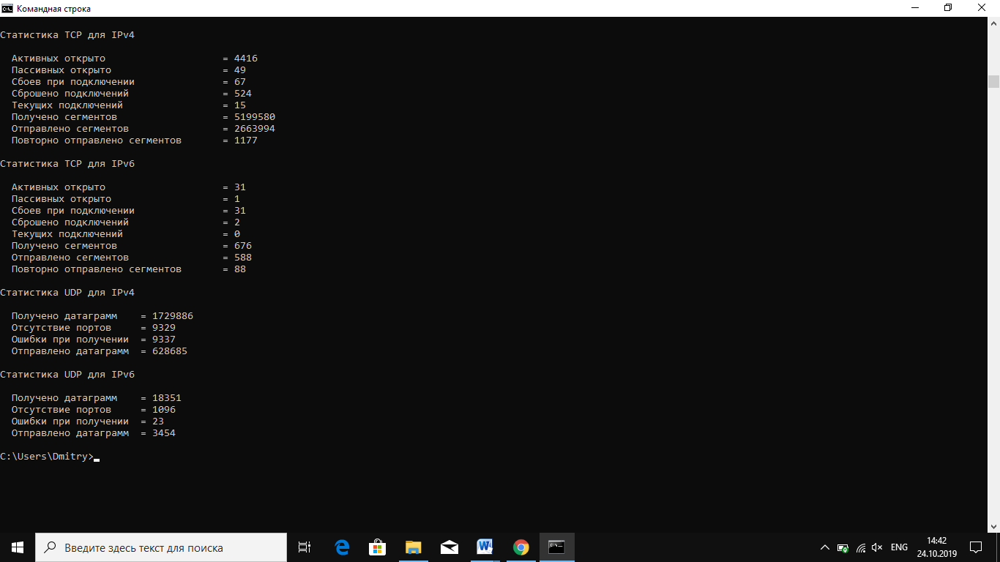 Командная строка
Статистика TCP для IPv4
Активных открыто = 4416
Пассивных открыто = 49
Сбоев при подключении = 67
Сброшено подключений = 524
Текущих подключений = 15
Получено сегментов = 5199580
Отправлено сегментов = 2663994
Повторно отправлено сегментов = 1177
Статистика TCP для IPv6
Активных открыто = 31
Пассивных открыто = 1
Сбоев при подключении = 31
Сброшено подключений = 2
Текущих подключений = 0
Получено сегментов = 676
Отправлено сегментов = 588
Повторно отправлено сегментов = 88
Статистика UDP для IPv4
Получено датаграмм = 1729886
Отсутствие портов = 9329
Ошибки при получении = 9337
Отправлено датаграмм = 628685
Статистика UDP для IPv6
Получено датаграмм = 18351
Отсутствие портов = 1096
Ошибки при получении = 23
Отправлено датаграмм = 3454
C:\Users\Dmitry>
Введите здесь текст для поиска
ENG
14:42
24.10.2019